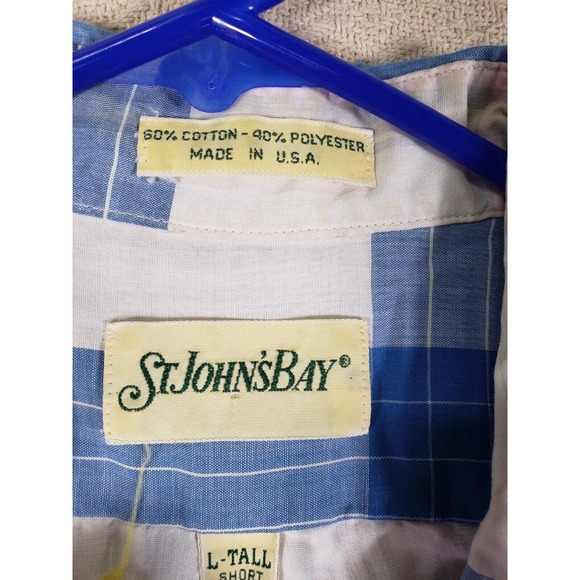 60% COTTON - 40% POLYESTER
MADE IN U.S.A.
ST. JOHN'S BAY®
L-TALL
SHORT